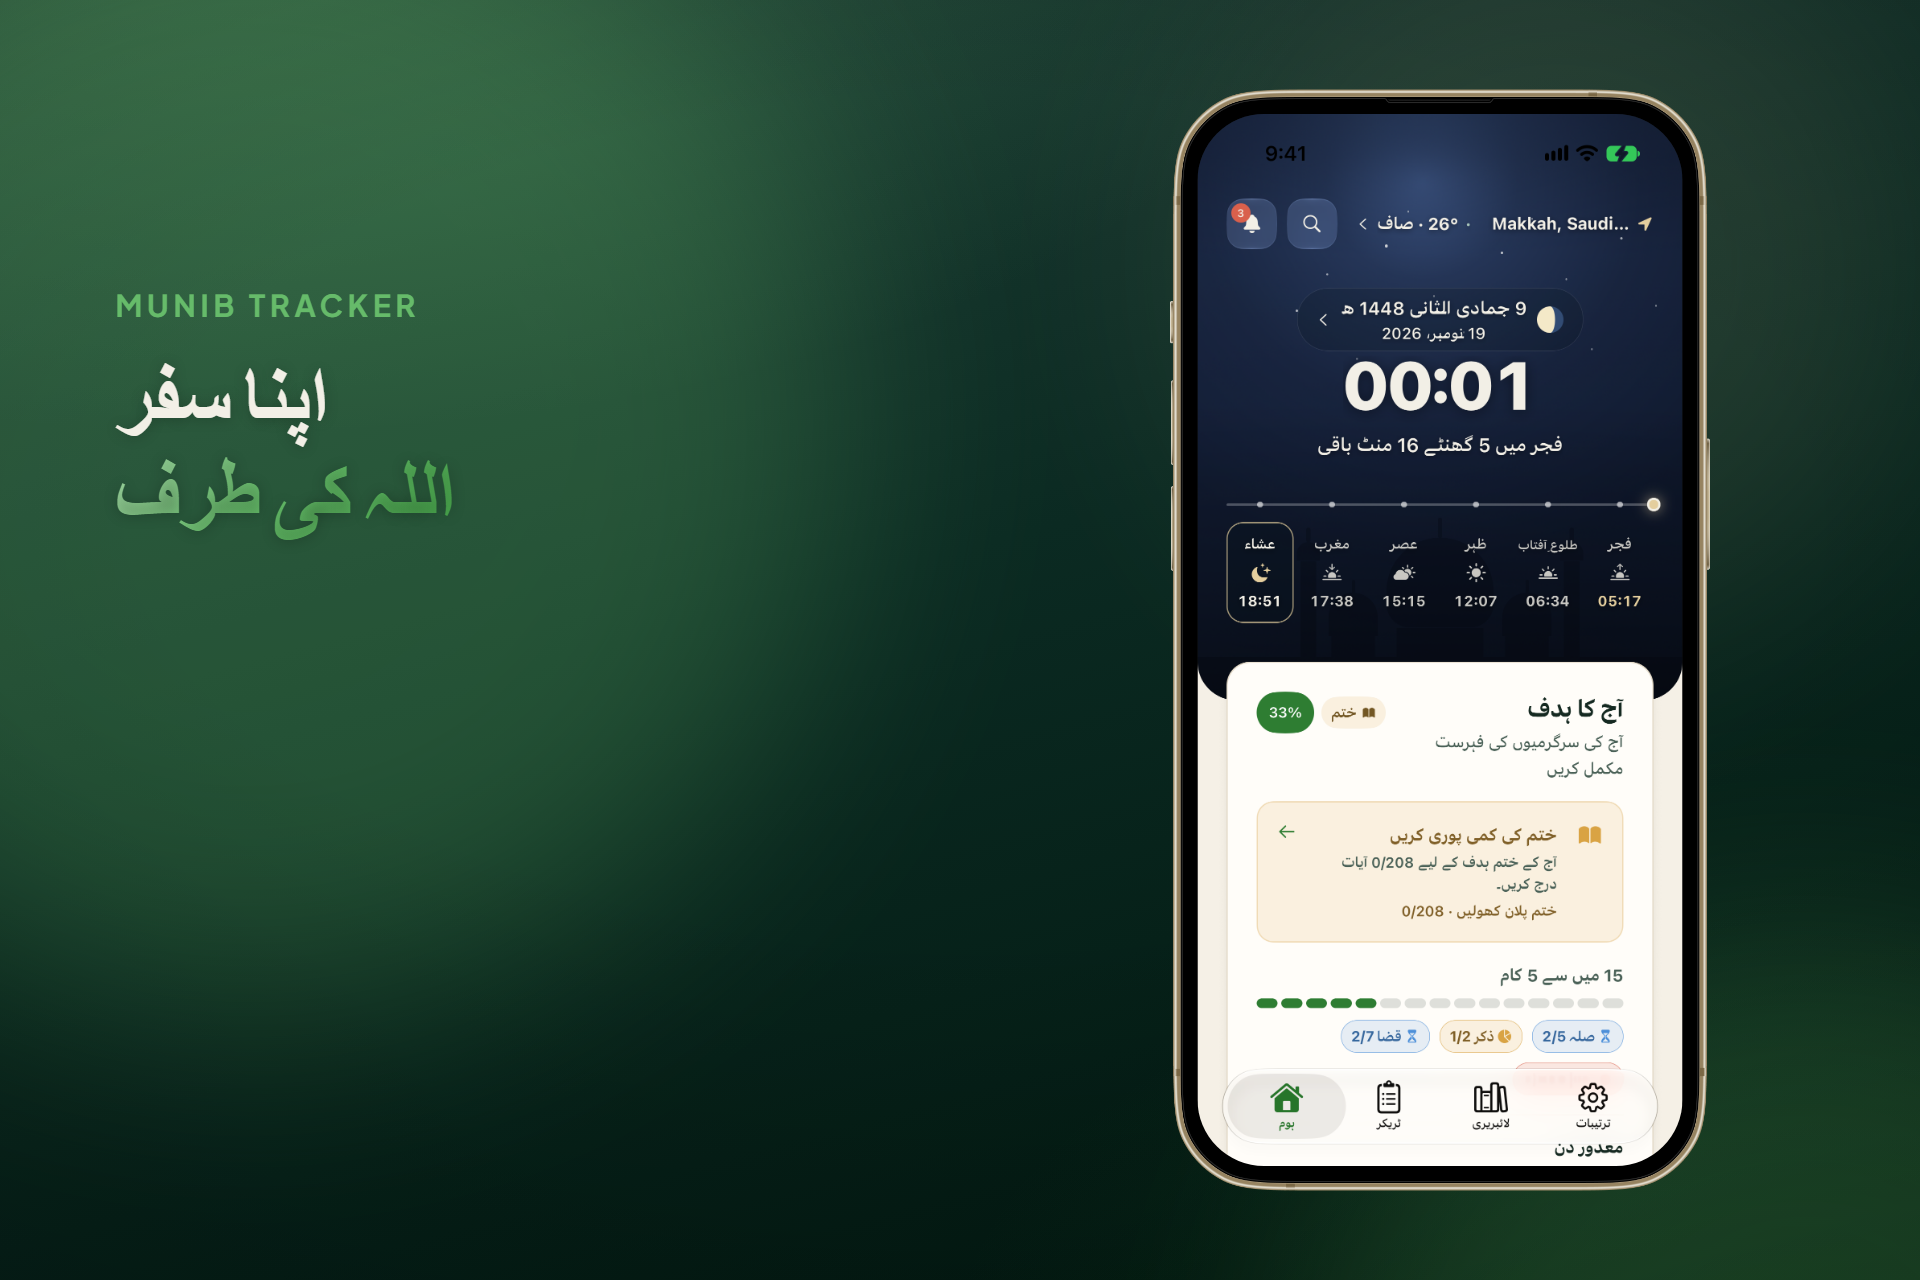 MUNIB TRACKER
اپنا سفر
اللہ کی طرف
9:41
Makkah, Saudi...
26° · صاف
3
9 جمادی الثانی 1448 ھ
19 نومبر، 2026
00:01
فجر میں 5 گھنٹے 16 منٹ باقی
فجر
طلوع آفتاب
ظہر
عصر
مغرب
عشاء
05:17
06:34
12:07
15:15
17:38
18:51
آج کا ہدف
ختم
33%
آج کی سرگرمیوں کی فہرست
مکمل کریں
ختم کی کمی پوری کریں
آج کے ختم ہدف کے لیے 0/208 آیات
درج کریں۔
ختم پلان کھولیں · 0/208
15 میں سے 5 کام
صلہ 2/5
ذکر 1/2
قضا 2/7
ترتیبات
لائبریری
ٹریکر
ہوم
معدور دن